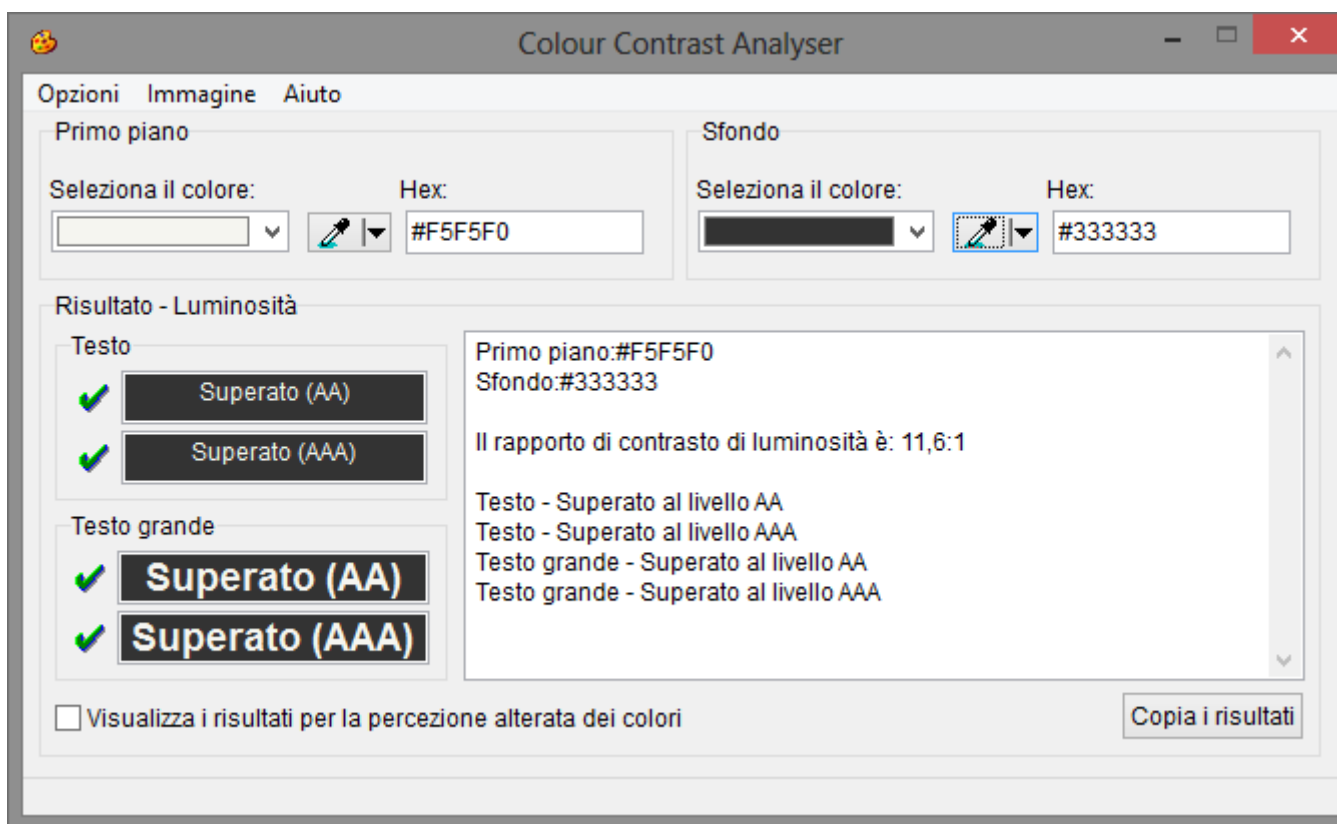 Colour Contrast Analyser
Opzioni Immagine Aiuto
Primo piano
Seleziona il colore: Hex:
#F5F5F0
Sfondo
Seleziona il colore: Hex:
#333333
Risultato - Luminosità
Testo
Superato (AA)
Superato (AAA)
Testo grande
Superato (AA)
Superato (AAA)
Primo piano:#F5F5F0
Sfondo:#333333
Il rapporto di contrasto di luminosità è: 11,6:1
Testo - Superato al livello AA
Testo - Superato al livello AAA
Testo grande - Superato al livello AA
Testo grande - Superato al livello AAA
Visualizza i risultati per la percezione alterata dei colori
Copia i risultati